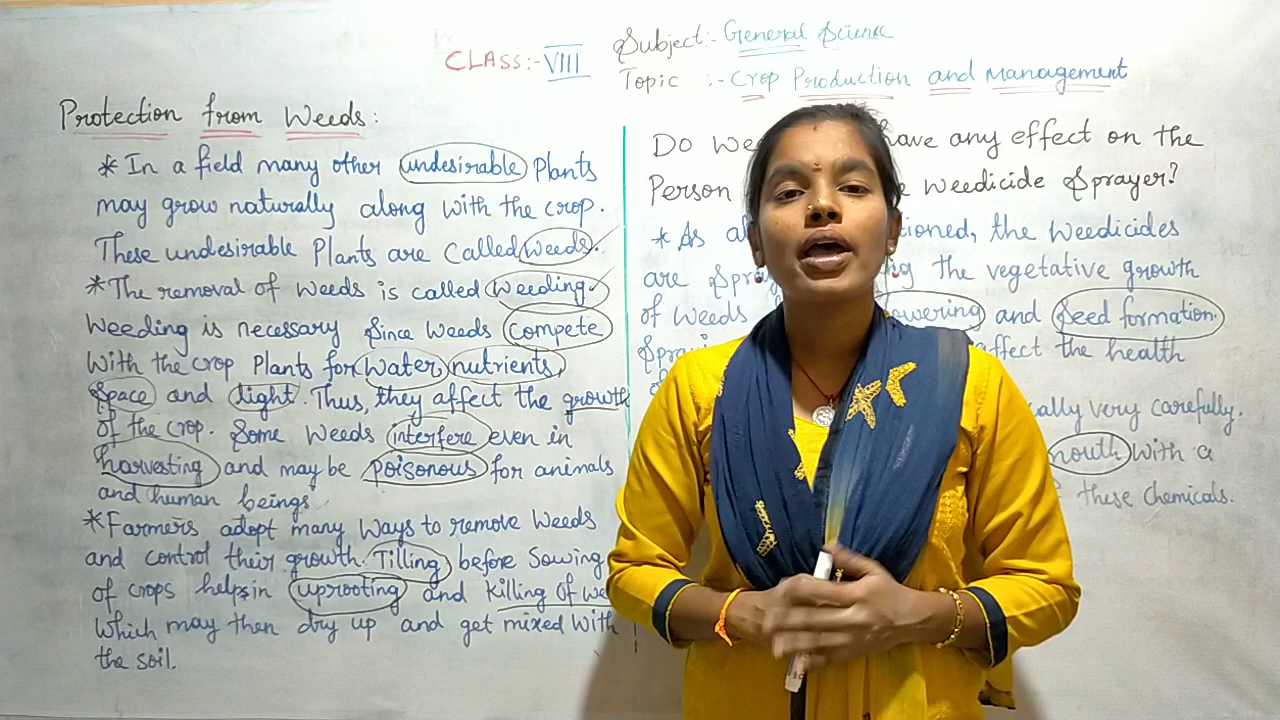 CLASS:- VIII
Subject:- General Science
Topic :- Crop Production and Management
Protection from Weeds:
* In a field many other undesirable Plants
may grow naturally along with the crop.
These undesirable Plants are called weeds.
* The removal of weeds is called weeding.
Weeding is necessary Since weeds compete
With the crop Plants for water, nutrients,
Space and light. Thus, they affect the growth
of the crop. Some weeds interfere even in
harvesting and may be poisonous for animals
and human beings.
* Farmers adopt many ways to remove weeds
and control their growth. Tilling before Sowing
of crops helps in uprooting and killing of
which may then dry up and get mixed with
the soil.
Do have any effect on the
Person weedicide Sprayer?
* As the weedicides
are the vegetative growth
of weeds and Seed formation.
affect the health
very carefully.
mouth with a
these chemicals.